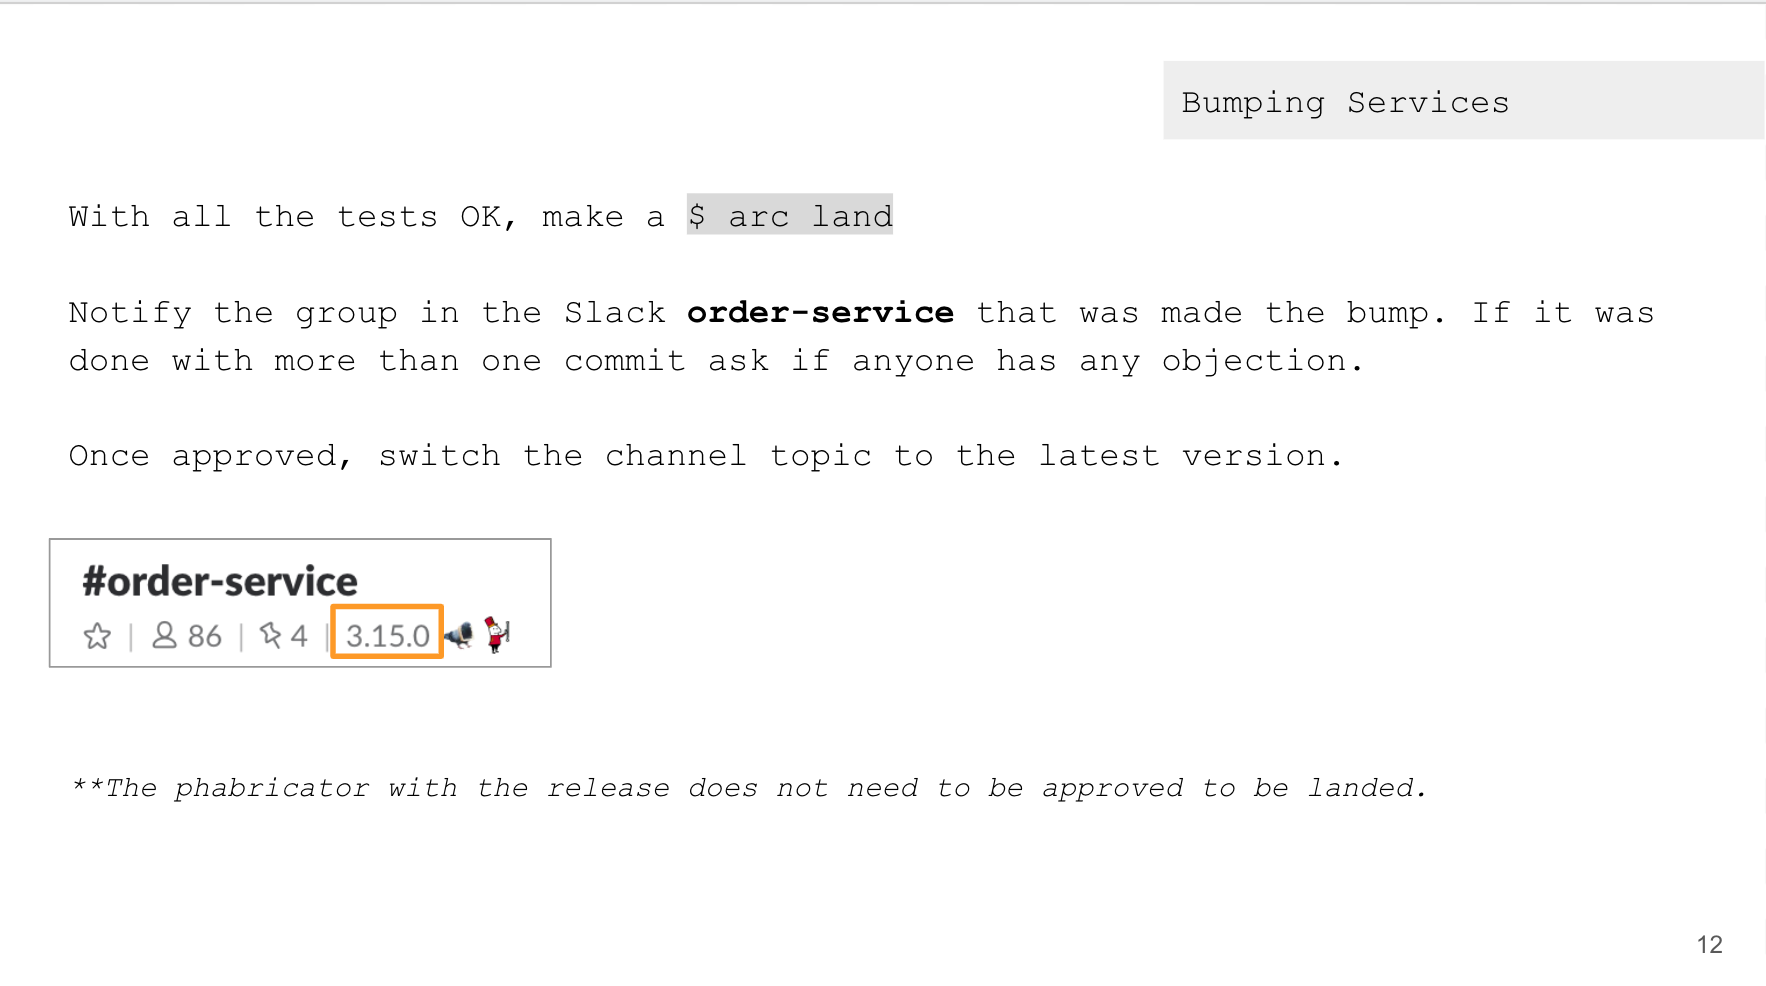 Bumping Services
With all the tests OK, make a $ arc land
Notify the group in the Slack order-service that was made the bump. If it was
done with more than one commit ask if anyone has any objection.
Once approved, switch the channel topic to the latest version.
#order-service
| 86 | 4 | 3.15.0
**The phabricator with the release does not need to be approved to be landed.
12